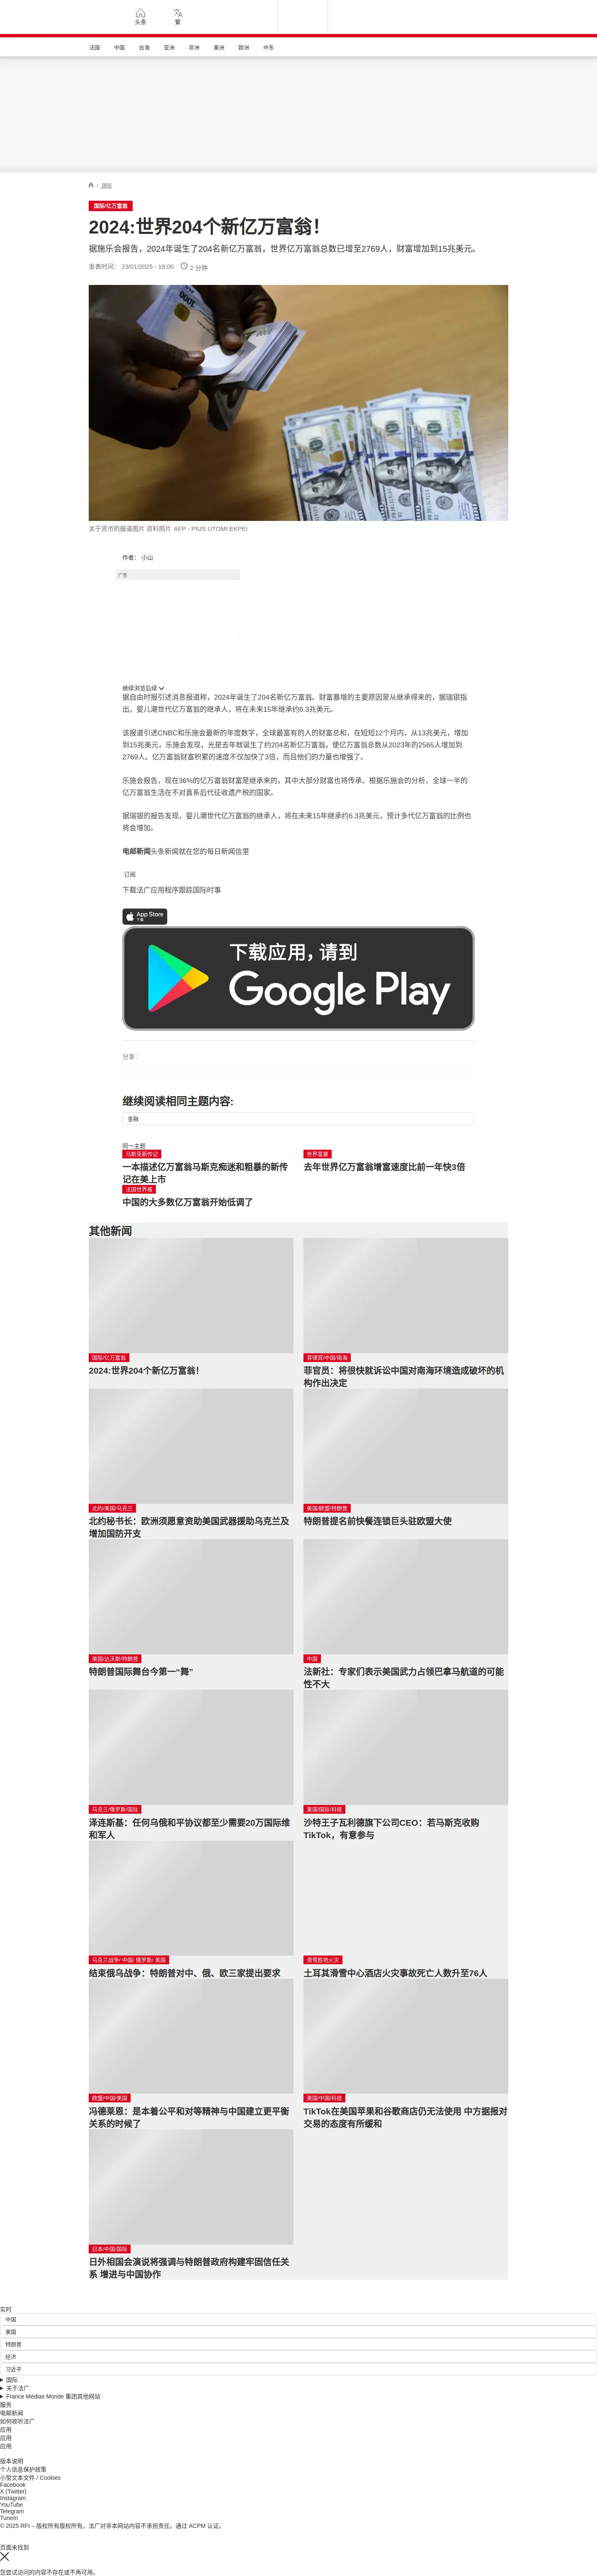 头条
繁
法国 中国 台海 亚洲 非洲 美洲 欧洲 中东
/ 国际
国际/亿万富翁
2024:世界204个新亿万富翁！
据施乐会报告，2024年诞生了204名新亿万富翁，世界亿万富翁总数已增至2769人，财富增加到15兆美元。
发表时间： 23/01/2025 - 18:00 2 分钟
关于货币的报道图片 资料照片 AFP - PIUS UTOMI EKPEI
作者： 小山
广告
继续浏览后续
据自由时报引述消息报道称，2024年诞生了204名新亿万富翁。财富暴增的主要原因是从继承得来的，据瑞银指
出，婴儿潮世代亿万富翁的继承人，将在未来15年继承约6.3兆美元。
该报道引述CNBC和乐施会最新的年度数字，全球最富有的人的财富总和，在短短12个月内，从13兆美元，增加
到15兆美元，乐施会发现，光是去年就诞生了约204名新亿万富翁，使亿万富翁总数从2023年的2565人增加到
2769人。亿万富翁财富积累的速度不仅加快了3倍，而且他们的力量也增强了。
乐施会报告，现在36%的亿万富翁财富是继承来的，其中大部分财富也将传承。根据乐施会的分析，全球一半的
亿万富翁生活在不对直系后代征收遗产税的国家。
据瑞银的报告发现，婴儿潮世代亿万富翁的继承人，将在未来15年继承约6.3兆美元，预计多代亿万富翁的比例也
将会增加。
电邮新闻头条新闻就在您的每日新闻信里
订阅
下载法广应用程序跟踪国际时事
App Store
下载
下载应用，请到
Google Play
分享 :
继续阅读相同主题内容:
金融
同一主题
马斯克新传记
一本描述亿万富翁马斯克痴迷和粗暴的新传
记在美上市
世界富豪
去年世界亿万富翁增富速度比前一年快3倍
法国世界报
中国的大多数亿万富翁开始低调了
其他新闻
国际/亿万富翁
2024:世界204个新亿万富翁！
菲律宾/中国/南海
菲官员：将很快就诉讼中国对南海环境造成破坏的机
构作出决定
北约/美国/乌克兰
北约秘书长：欧洲须愿意资助美国武器援助乌克兰及
增加国防开支
美国/欧盟/特朗普
特朗普提名前快餐连锁巨头驻欧盟大使
美国/达沃斯/特朗普
特朗普国际舞台今第一“舞”
中国
法新社：专家们表示美国武力占领巴拿马航道的可能
性不大
乌克兰/俄罗斯/国际
泽连斯基：任何乌俄和平协议都至少需要20万国际维
和军人
美国/国际/科技
沙特王子瓦利德旗下公司CEO：若马斯克收购
TikTok，有意参与
乌克兰战争/ 中国/ 俄罗斯/ 美国
结束俄乌战争：特朗普对中、俄、欧三家提出要求
滑雪胜地火灾
土耳其滑雪中心酒店火灾事故死亡人数升至76人
欧盟/中国/美国
冯德莱恩：是本着公平和对等精神与中国建立更平衡
关系的时候了
美国/中国/科技
TikTok在美国苹果和谷歌商店仍无法使用 中方据报对
交易的态度有所缓和
日本/中国/国际
日外相国会演说将强调与特朗普政府构建牢固信任关
系 增进与中国协作
实时
中国
美国
特朗普
经济
习近平
国际
关于法广
France Médias Monde 集团其他网站
服务
电邮新闻
如何收听法广
应用
应用
应用
版本说明
个人信息保护政策
小型文本文件 / Cookies
Facebook
X (Twitter)
Instagram
YouTube
Telegram
TuneIn
© 2025 RFI – 版权所有版权所有。法广对非本网站内容不承担责任。通过 ACPM 认证。
页面未找到
您尝试访问的内容不存在或不再可用。